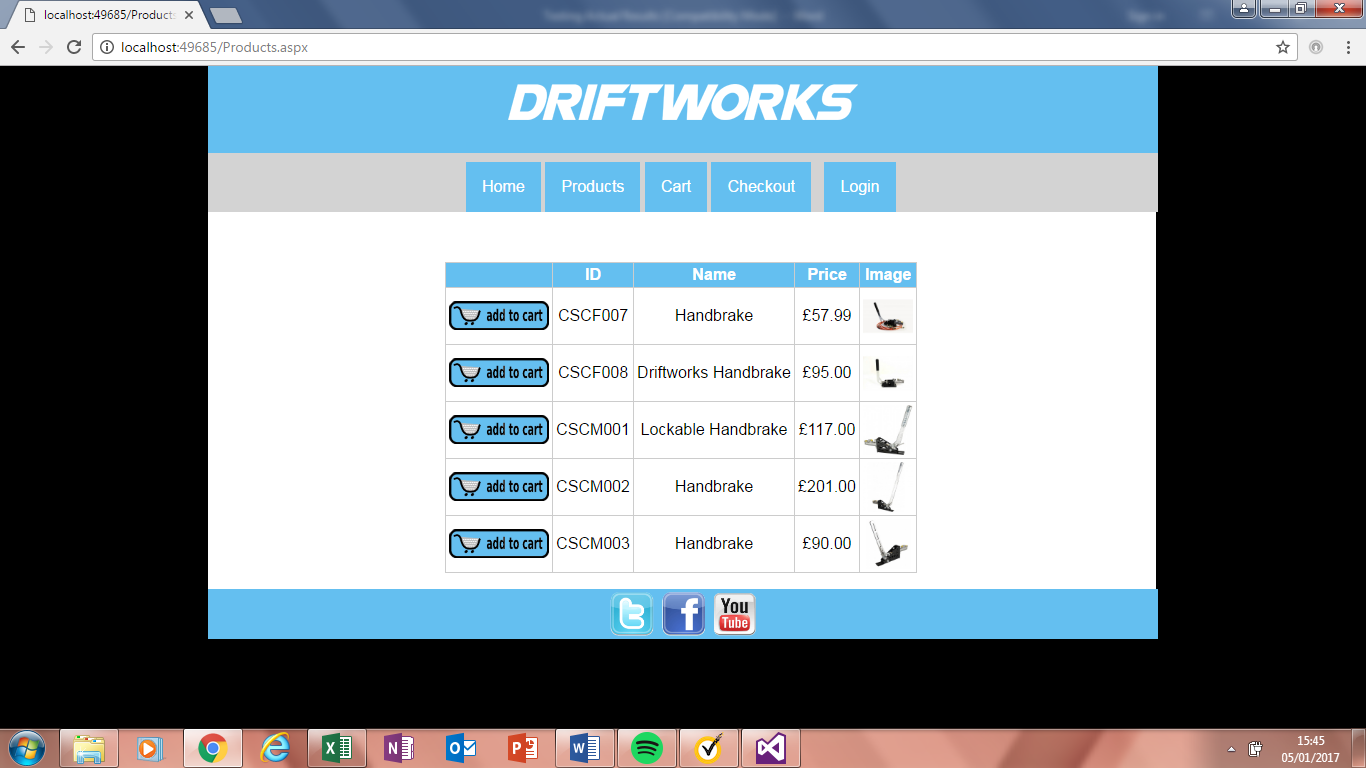 localhost:49685/Products
localhost:49685/Products.aspx
DRIFTWORKS
Home Products Cart Checkout Login
ID Name Price Image
add to cart CSCF007 Handbrake £57.99
add to cart CSCF008 Driftworks Handbrake £95.00
add to cart CSCM001 Lockable Handbrake £117.00
add to cart CSCM002 Handbrake £201.00
add to cart CSCM003 Handbrake £90.00
You
Tube
15:45
05/01/2017